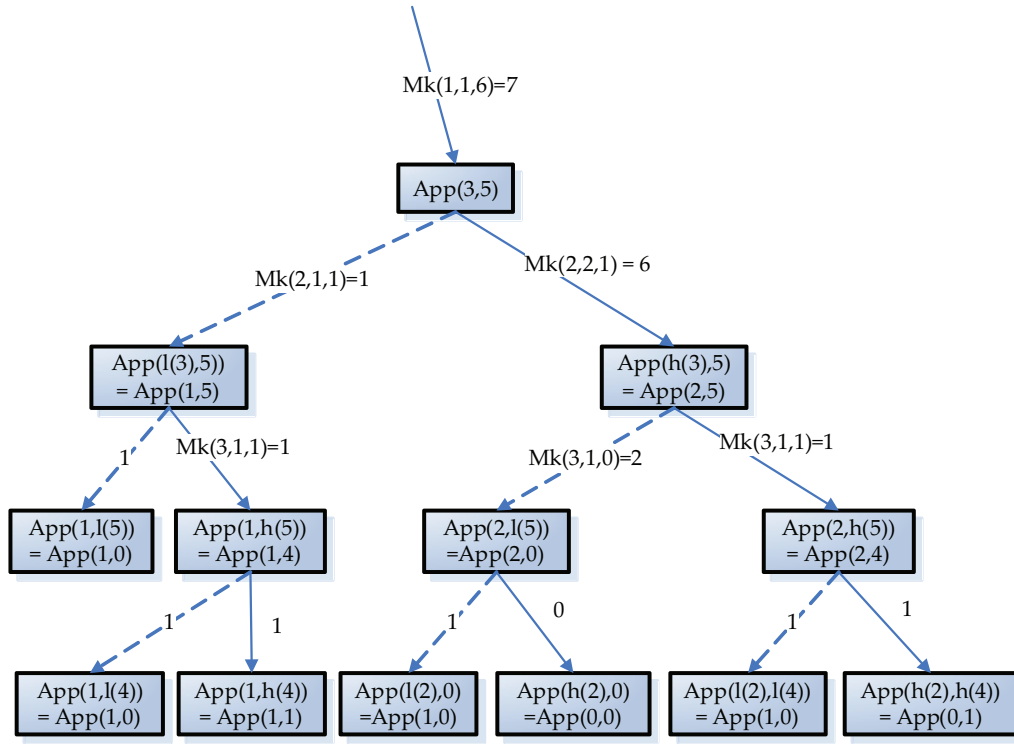 Mk(1,1,6)=7
App(3,5)
Mk(2,1,1)=1
Mk(2,2,1) = 6
App(l(3),5))
= App(1,5)
App(h(3),5)
= App(2,5)
1
Mk(3,1,1)=1
Mk(3,1,0)=2
Mk(3,1,1)=1
App(1,l(5))
= App(1,0)
App(1,h(5))
= App(1,4)
App(2,l(5))
=App(2,0)
App(2,h(5))
= App(2,4)
1
1
1
0
1
1
App(1,l(4))
= App(1,0)
App(1,h(4))
= App(1,1)
App(l(2),0)
=App(1,0)
App(h(2),0)
=App(0,0)
App(l(2),l(4))
= App(1,0)
App(h(2),h(4))
= App(0,1)